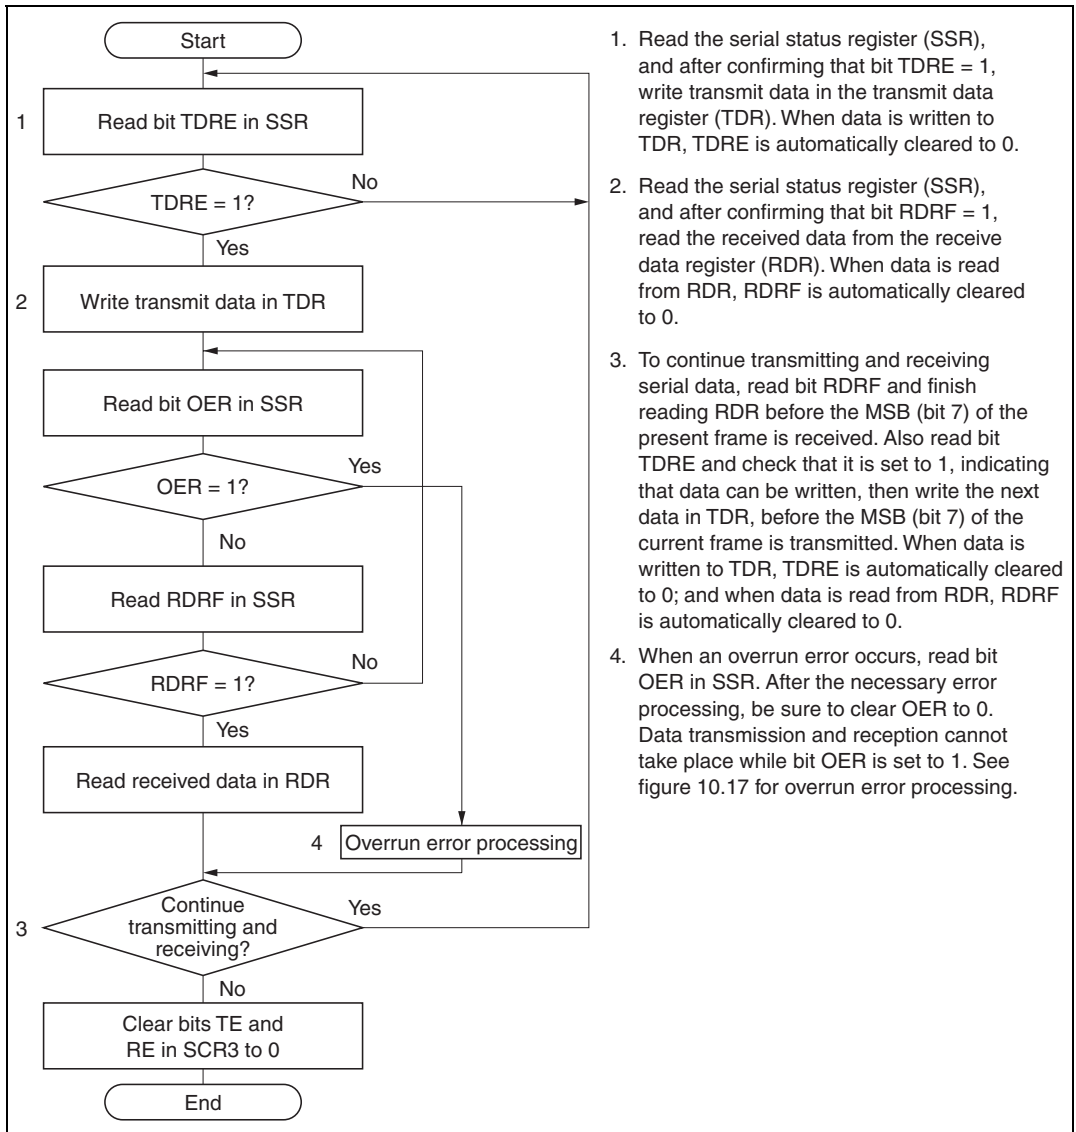 Start
1
Read bit TDRE in SSR
TDRE = 1?
No
Yes
2
Write transmit data in TDR
Read bit OER in SSR
OER = 1?
Yes
No
Read RDRF in SSR
RDRF = 1?
No
Yes
Read received data in RDR
4
Overrun error processing
3
Continue
transmitting and
receiving?
Yes
No
Clear bits TE and
RE in SCR3 to 0
End
1. Read the serial status register (SSR),
and after confirming that bit TDRE = 1,
write transmit data in the transmit data
register (TDR). When data is written to
TDR, TDRE is automatically cleared to 0.
2. Read the serial status register (SSR),
and after confirming that bit RDRF = 1,
read the received data from the receive
data register (RDR). When data is read
from RDR, RDRF is automatically cleared
to 0.
3. To continue transmitting and receiving
serial data, read bit RDRF and finish
reading RDR before the MSB (bit 7) of the
present frame is received. Also read bit
TDRE and check that it is set to 1, indicating
that data can be written, then write the next
data in TDR, before the MSB (bit 7) of the
current frame is transmitted. When data is
written to TDR, TDRE is automatically cleared
to 0; and when data is read from RDR, RDRF
is automatically cleared to 0.
4. When an overrun error occurs, read bit
OER in SSR. After the necessary error
processing, be sure to clear OER to 0.
Data transmission and reception cannot
take place while bit OER is set to 1. See
figure 10.17 for overrun error processing.